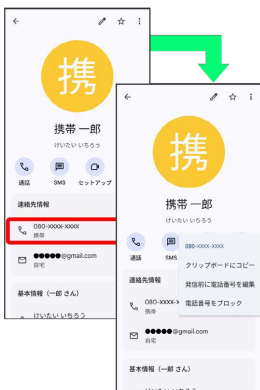 携
携帯 一郎
けいたい いちろう
通話
SMS
セットアップ
連絡先情報
080-XXXX-XXXX
携帯
●●●●●@gmail.com
自宅
基本情報（一郎 さん）
けいたい いちろう
携
携帯 一郎
けいたい いちろう
通話
SMS
080-XXXX-XXXX
クリップボードにコピー
発信前に電話番号を編集
電話番号をブロック
連絡先情報
080-XXXX-X
携帯
●●●●●@gmail.com
自宅
基本情報（一郎 さん）